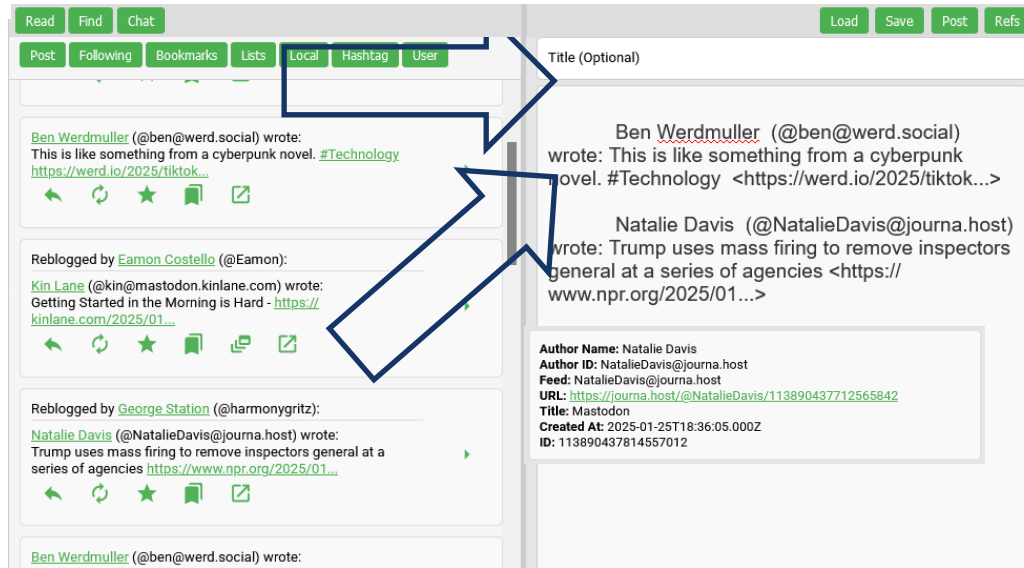 Read Find Chat
Load Save Post Refs
Post Following Bookmarks Lists Local Hashtag User
Ben Werdmuller (@ben@werd.social) wrote:
This is like something from a cyberpunk novel. #Technology
https://werd.io/2025/tiktok...
Reblogged by Eamon Costello (@Eamon):
Kin Lane (@kin@mastodon.kinlane.com) wrote:
Getting Started in the Morning is Hard - https://
kinlane.com/2025/01...
Reblogged by George Station (@harmonygritz):
Natalie Davis (@NatalieDavis@journa.host) wrote:
Trump uses mass firing to remove inspectors general at a
series of agencies https://www.npr.org/2025/01...
Ben Werdmuller (@ben@werd.social) wrote:
Title (Optional)
Ben Werdmuller (@ben@werd.social)
wrote: This is like something from a cyberpunk
novel. #Technology <https://werd.io/2025/tiktok...>
Natalie Davis (@NatalieDavis@journa.host)
wrote: Trump uses mass firing to remove inspectors
general at a series of agencies <https://
www.npr.org/2025/01...>
Author Name: Natalie Davis
Author ID: NatalieDavis@journa.host
Feed: NatalieDavis@journa.host
URL: https://journa.host/@NatalieDavis/113890437712565842
Title: Mastodon
Created At: 2025-01-25T18:36:05.000Z
ID: 113890437814557012